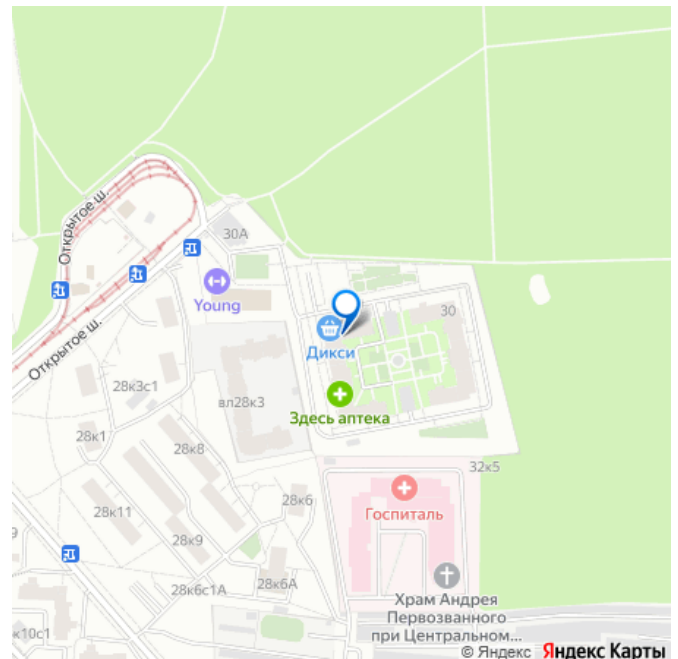 Открытое ш.
30А
Young
30
Дикси
Открытое ш.
28к3с1
вл28к3
Здесь аптека
28к1
28к8
32к5
28к6
Госпиталь
28к11
28к9
28к6с1А
28к6А
Храм Андрея
Первозванного
при Центральном...
к10с1
© Яндекс Яндекс Карты